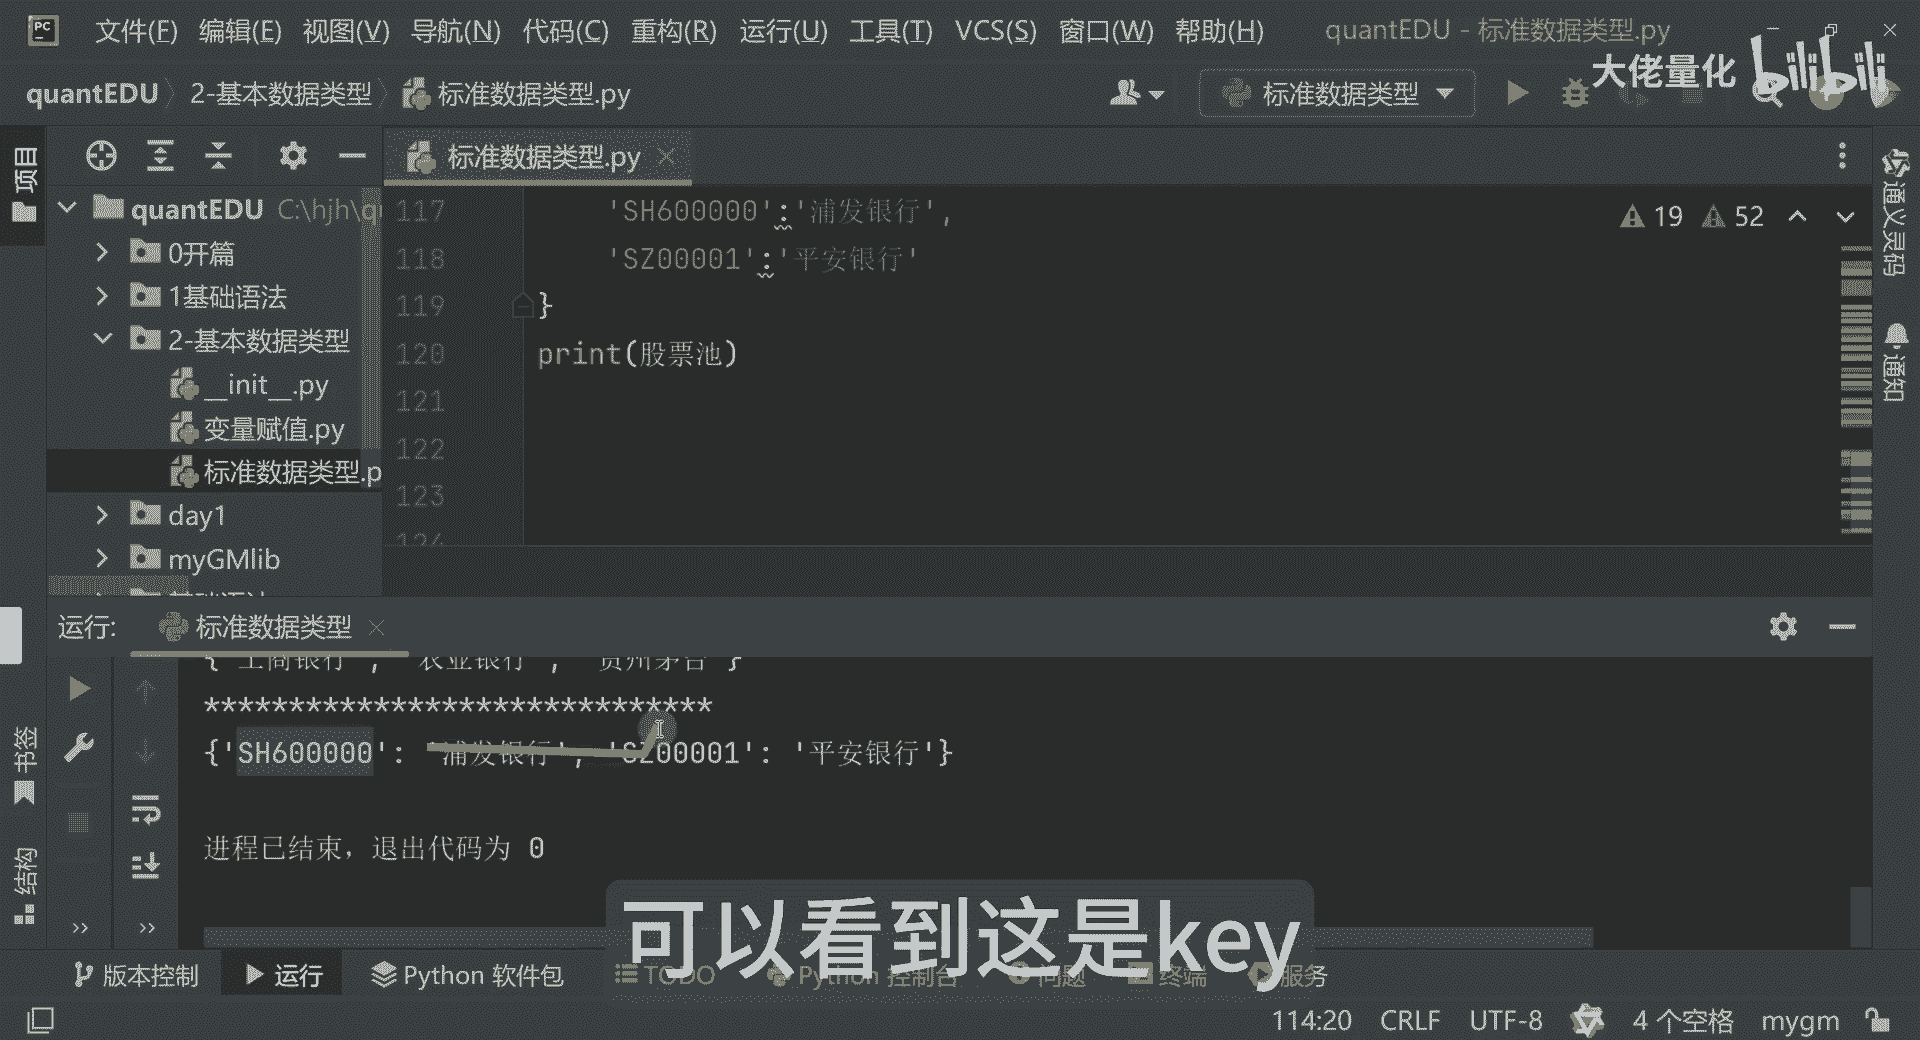 PC 文件(F) 编辑(E) 视图(V) 导航(N) 代码(C) 重构(R) 运行(U) 工具(T) VCS(S) 窗口(W) 帮助(H) quantEDU - 标准数据类型.py
大佬量化 bilibili
quantEDU 2-基本数据类型 标准数据类型.py 标准数据类型
项目
标准数据类型.py
quantEDU C:\hjh\q
0开篇
1基础语法
2-基本数据类型
__init__.py
变量赋值.py
标准数据类型.p
day1
myGMlib
117 'SH600000':'浦发银行',
118 'SZ00001':'平安银行'
119 }
120 print(股票池)
121
122
123
124
19 52
通义灵码
通知
运行: 标准数据类型
{'工商银行', '农业银行', '贵州茅台'}
******************************
{'SH600000': '浦发银行', 'SZ00001': '平安银行'}
进程已结束，退出代码为 0
书签
结构
可以看到这是key
版本控制 运行 Python 软件包 TODO Python 控制台 问题 终端 服务
114:20 CRLF UTF-8 4 个空格 mygm